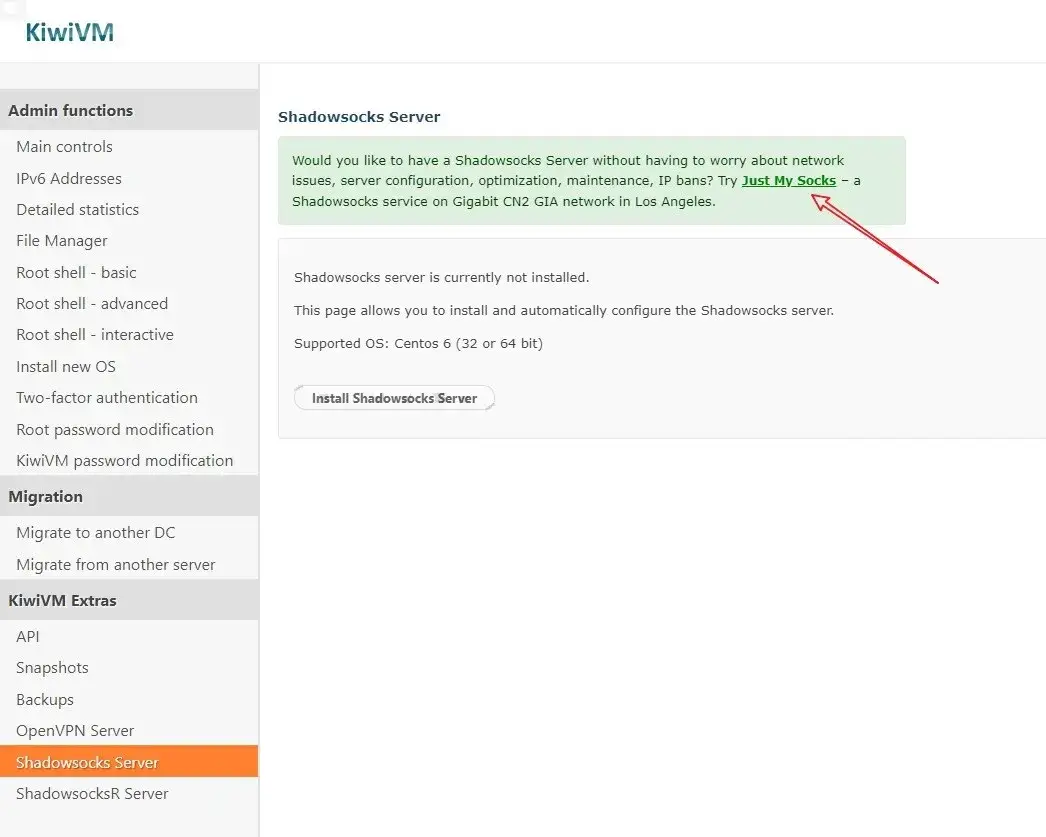 KiwiVM
Admin functions
Main controls
IPv6 Addresses
Detailed statistics
File Manager
Root shell - basic
Root shell - advanced
Root shell - interactive
Install new OS
Two-factor authentication
Root password modification
KiwiVM password modification
Migration
Migrate to another DC
Migrate from another server
KiwiVM Extras
API
Snapshots
Backups
OpenVPN Server
Shadowsocks Server
ShadowsocksR Server
Shadowsocks Server
Would you like to have a Shadowsocks Server without having to worry about network
issues, server configuration, optimization, maintenance, IP bans? Try Just My Socks – a
Shadowsocks service on Gigabit CN2 GIA network in Los Angeles.
Shadowsocks server is currently not installed.
This page allows you to install and automatically configure the Shadowsocks server.
Supported OS: Centos 6 (32 or 64 bit)
Install Shadowsocks Server